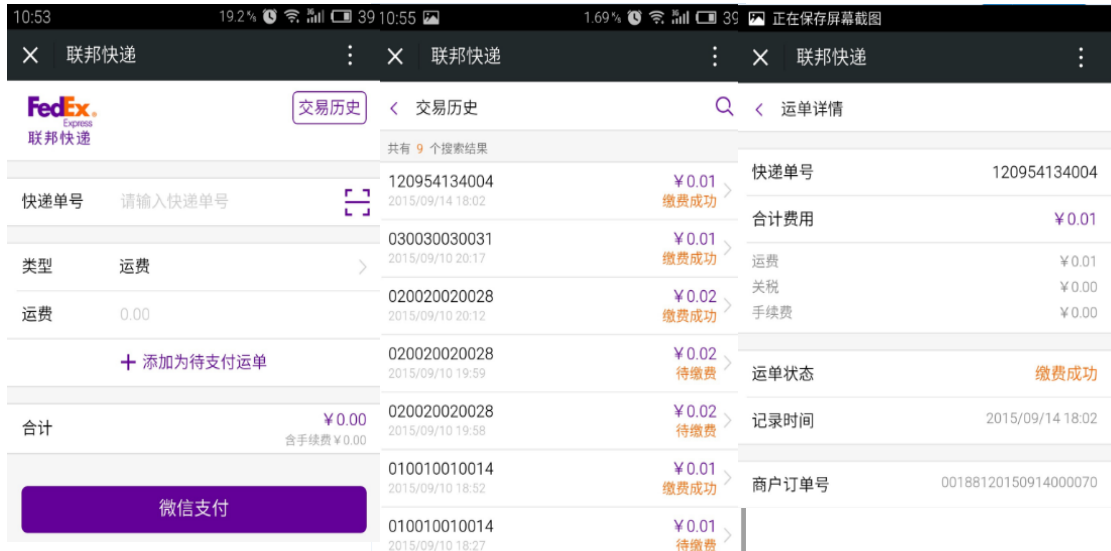 10:53
19.2% 39
联邦快递
FedEx
Express
联邦快递
交易历史
快递单号 请输入快递单号
类型 运费
运费 0.00
+ 添加为待支付运单
合计 ¥0.00
含手续费¥0.00
微信支付
10:55
1.69% 39
联邦快递
交易历史
共有 9 个搜索结果
120954134004 ¥0.01
2015/09/14 18:02 缴费成功
030030030031 ¥0.01
2015/09/10 20:17 缴费成功
020020020028 ¥0.02
2015/09/10 20:12 缴费成功
020020020028 ¥0.02
2015/09/10 19:59 待缴费
020020020028 ¥0.02
2015/09/10 19:58 待缴费
010010010014 ¥0.01
2015/09/10 18:52 缴费成功
010010010014 ¥0.01
2015/09/10 18:27 待缴费
正在保存屏幕截图
联邦快递
运单详情
快递单号 120954134004
合计费用 ¥0.01
运费 ¥0.01
关税 ¥0.00
手续费 ¥0.00
运单状态 缴费成功
记录时间 2015/09/14 18:02
商户订单号 00188120150914000070